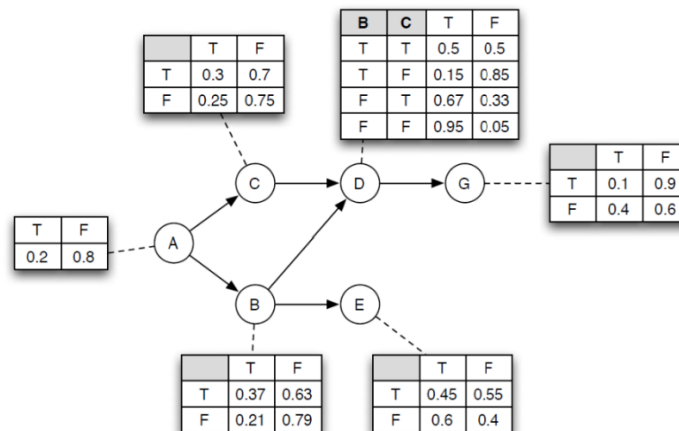 T F
T 0.3 0.7
F 0.25 0.75
B C T F
T T 0.5 0.5
T F 0.15 0.85
F T 0.67 0.33
F F 0.95 0.05
C
D
G
T F
T 0.1 0.9
F 0.4 0.6
T F
0.2 0.8
A
B
E
T F
T 0.37 0.63
F 0.21 0.79
T F
T 0.45 0.55
F 0.6 0.4